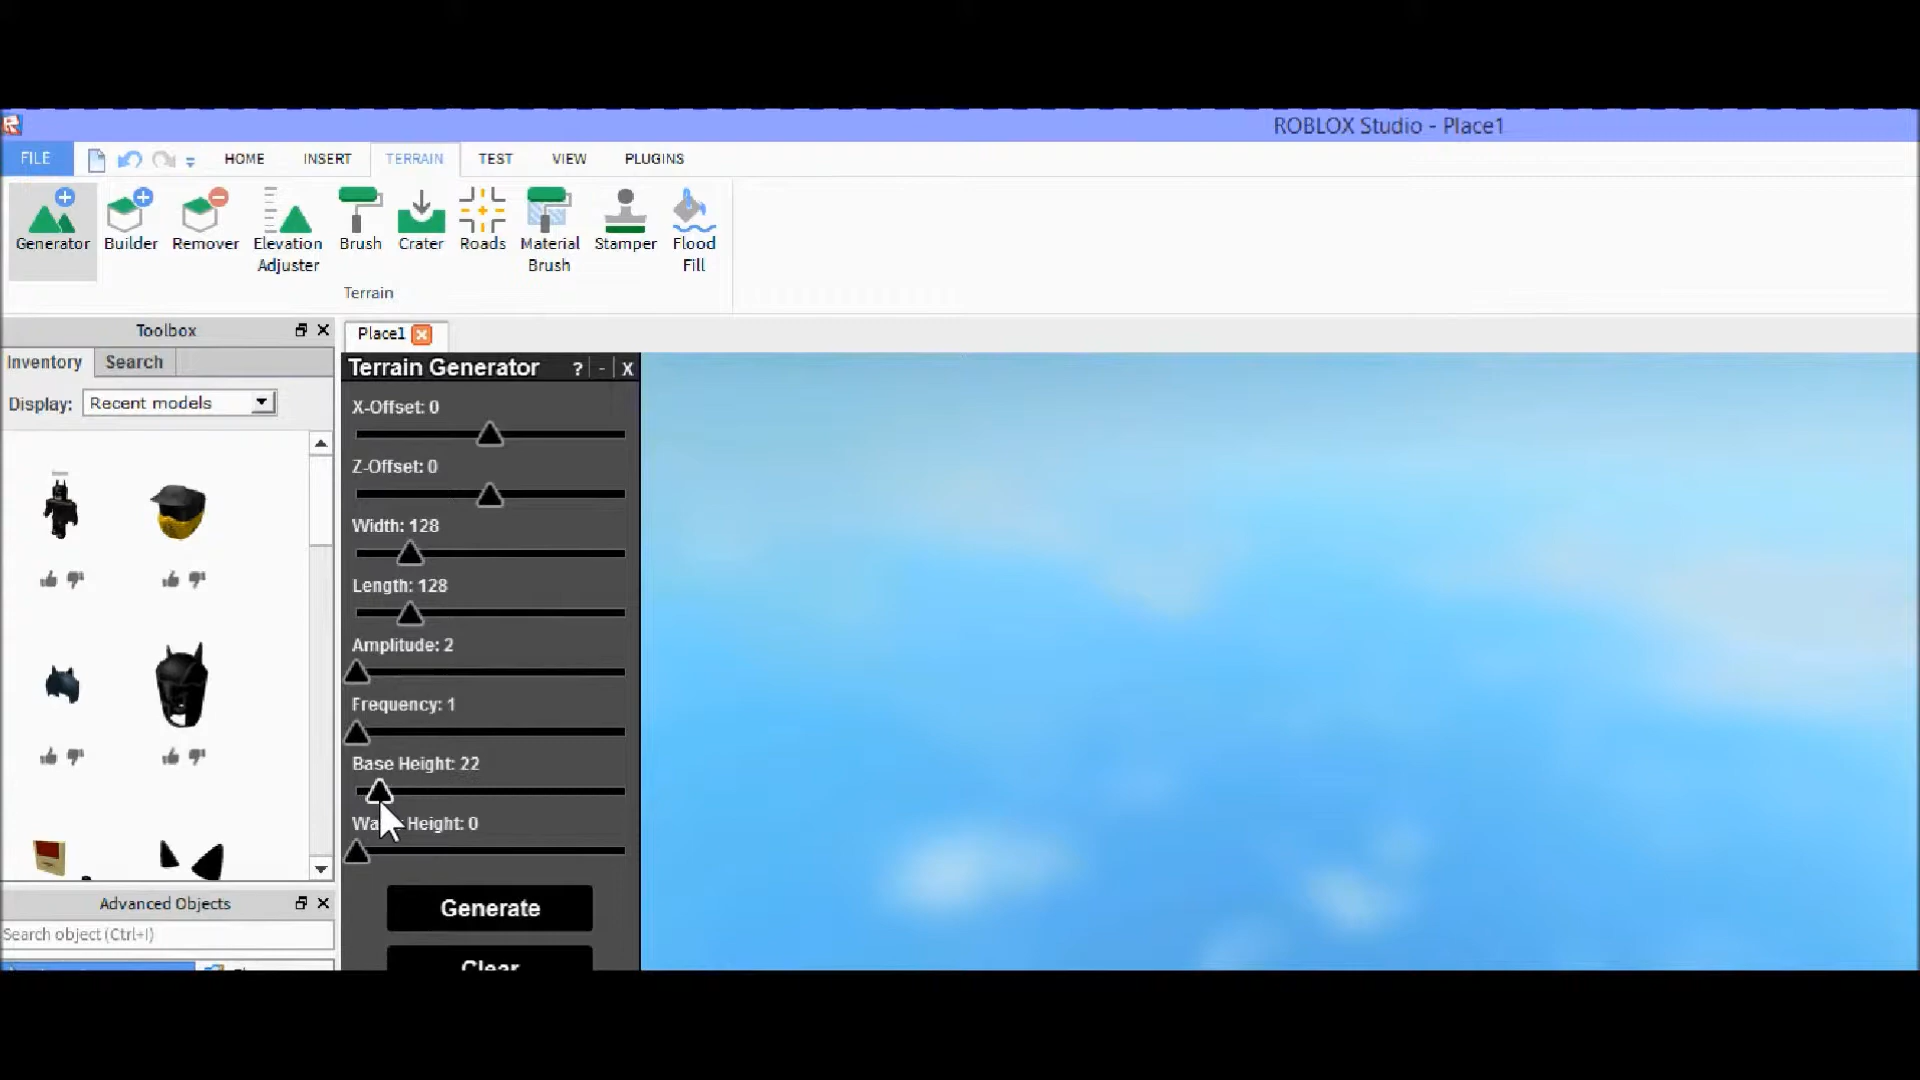 ROBLOX Studio - Place1
FILE HOME INSERT TERRAIN TEST VIEW PLUGINS
Generator Builder Remover Elevation Adjuster Brush Crater Roads Material Brush Stamper Flood Fill
Terrain
Toolbox
Place1
Inventory Search
Terrain Generator ? - X
Display: Recent models
X-Offset: 0
Z-Offset: 0
Width: 128
Length: 128
Amplitude: 2
Frequency: 1
Base Height: 22
Height: 0
Generate
Advanced Objects
Search object (Ctrl+I)
Clear